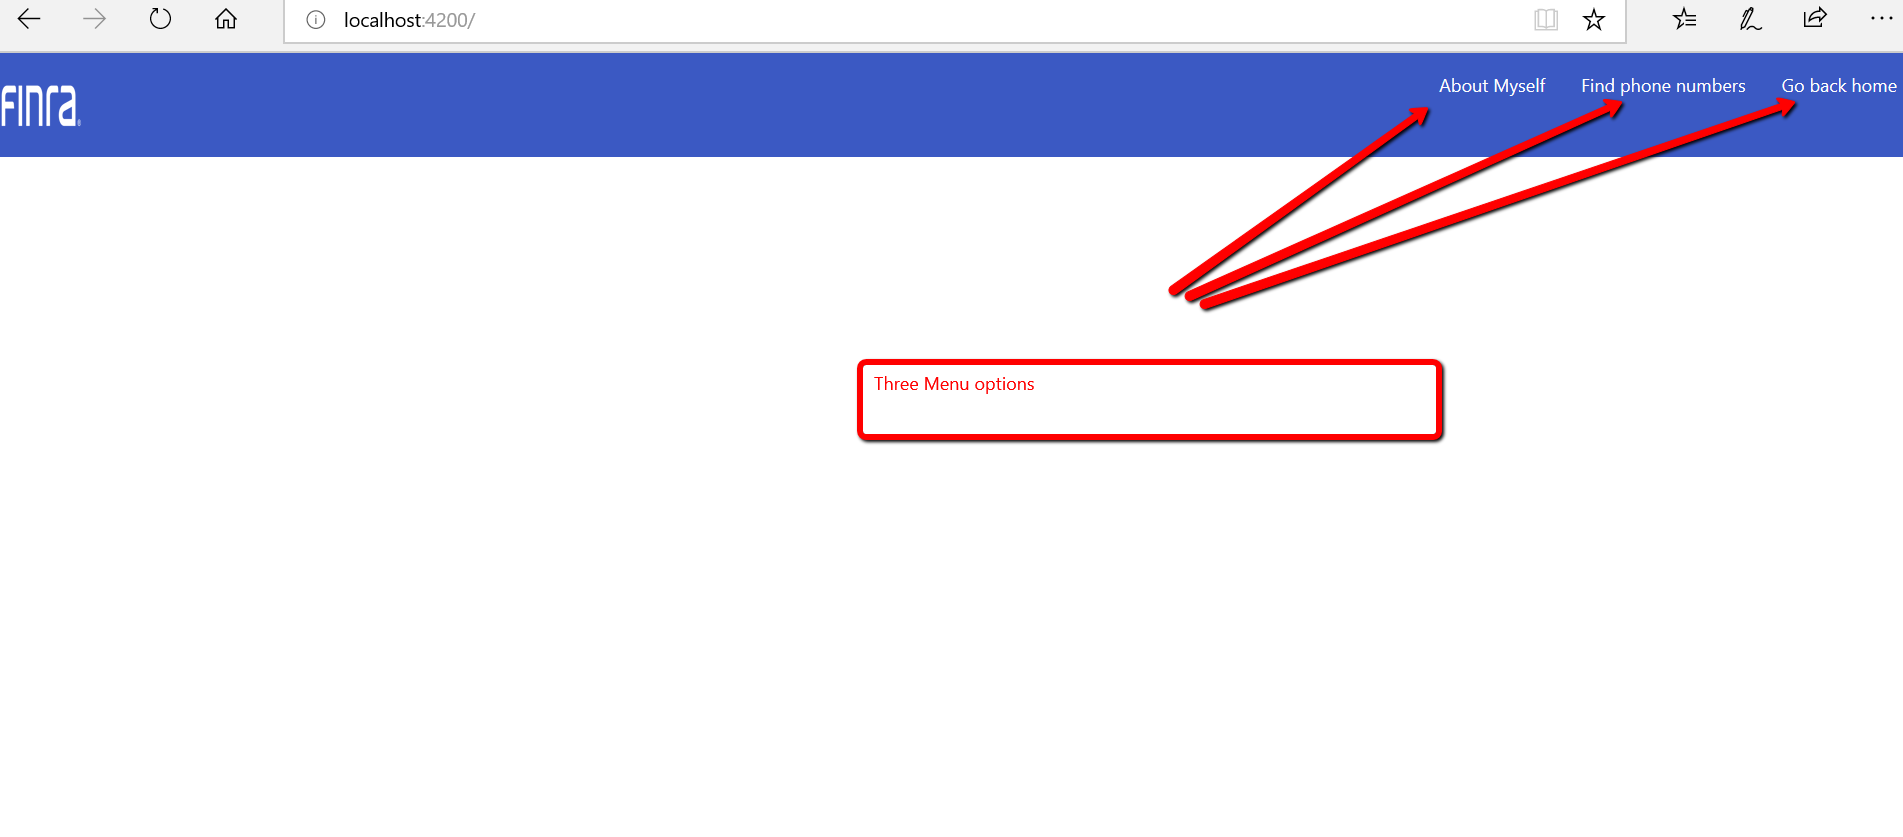 localhost:4200/
About Myself Find phone numbers Go back home
finra
Three Menu options